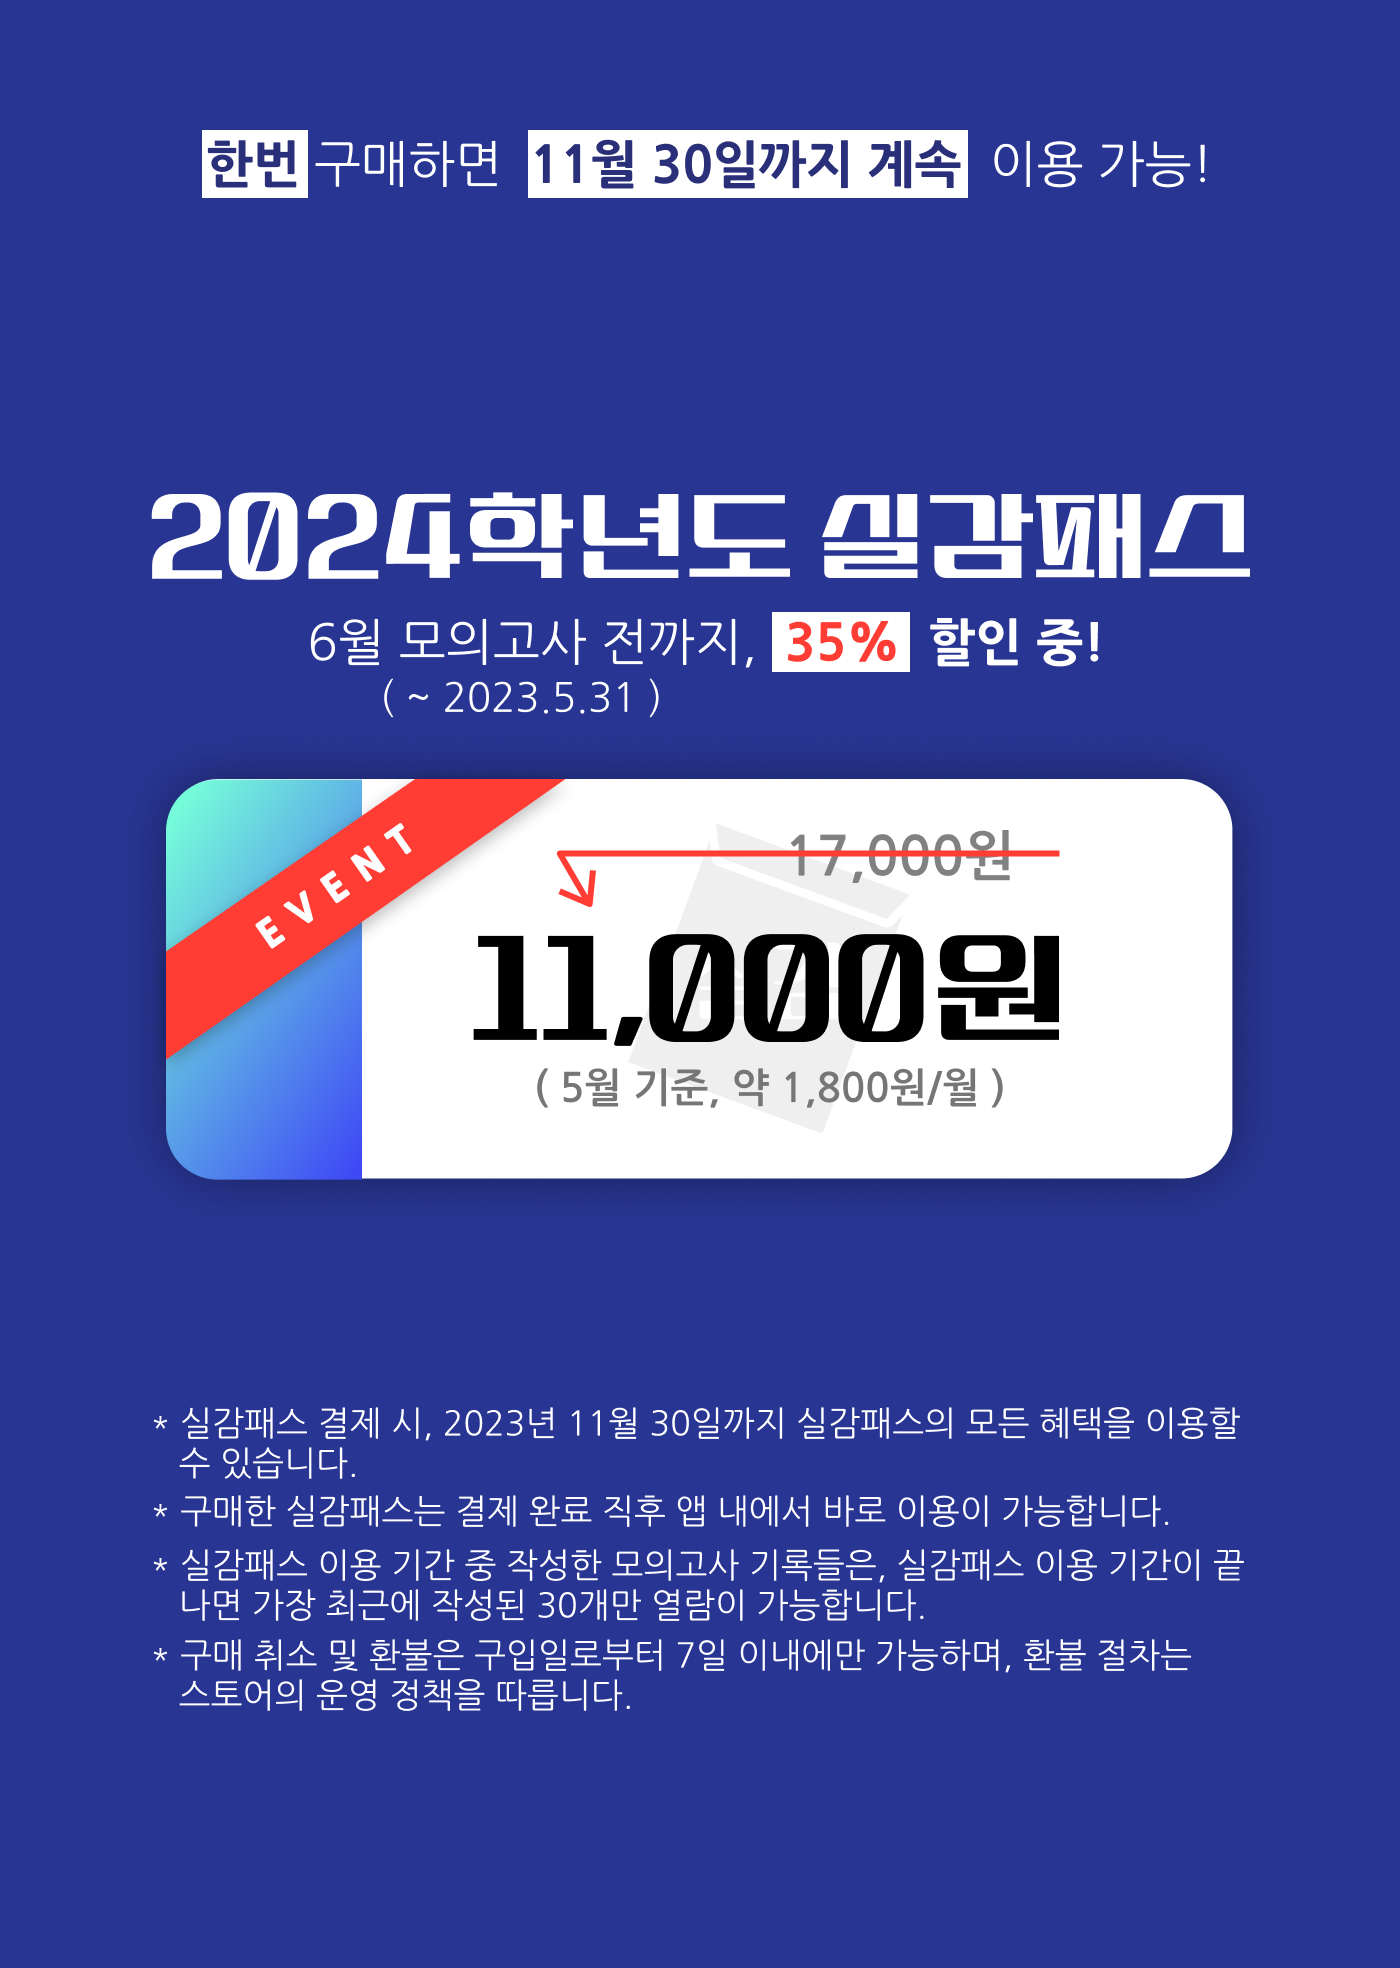 한번 구매하면 11월 30일까지 계속 이용 가능!
2024학년도 실감패스
6월 모의고사 전까지, 35% 할인 중!
( ~ 2023.5.31 )
EVENT
17,000원
11,000원
( 5월 기준, 약 1,800원/월 )
* 실감패스 결제 시, 2023년 11월 30일까지 실감패스의 모든 혜택을 이용할
수 있습니다.
* 구매한 실감패스는 결제 완료 직후 앱 내에서 바로 이용이 가능합니다.
* 실감패스 이용 기간 중 작성한 모의고사 기록들은, 실감패스 이용 기간이 끝
나면 가장 최근에 작성된 30개만 열람이 가능합니다.
* 구매 취소 및 환불은 구입일로부터 7일 이내에만 가능하며, 환불 절차는
스토어의 운영 정책을 따릅니다.